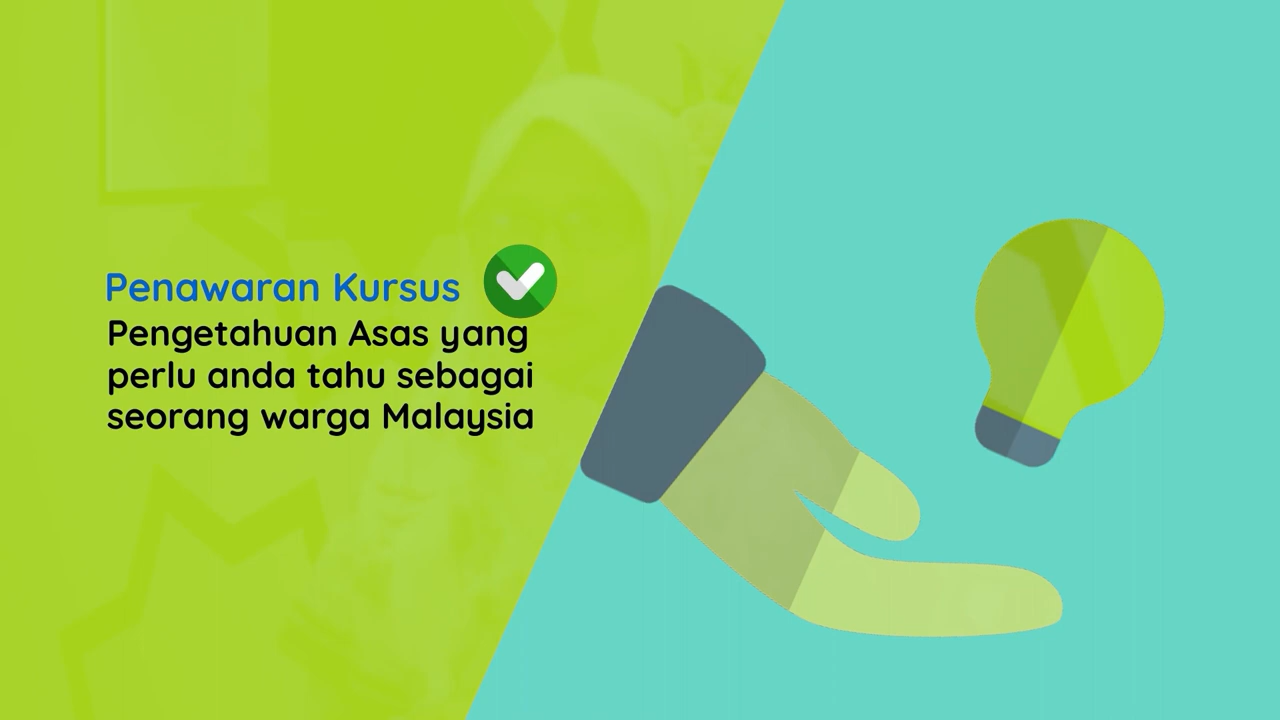 Penawaran Kursus
Pengetahuan Asas yang
perlu anda tahu sebagai
seorang warga Malaysia